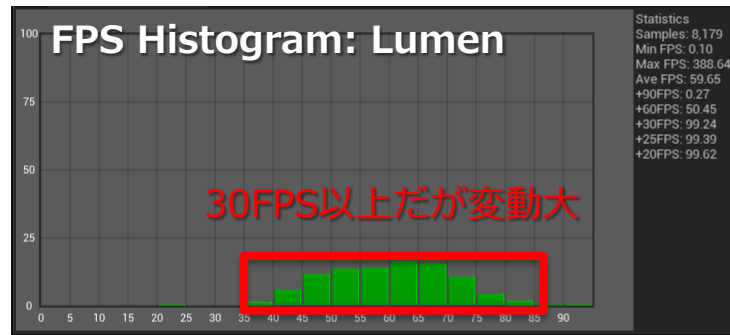 FPS Histogram: Lumen
100
75
50
25
0
0 5 10 15 20 25 30 35 40 45 50 55 60 65 70 75 80 85 90
30FPS以上だが変動大
Statistics
Samples: 8,179
Min FPS: 0.10
Max FPS: 388.64
Ave FPS: 59.65
+90FPS: 0.27
+60FPS: 50.45
+30FPS: 99.24
+25FPS: 99.39
+20FPS: 99.62